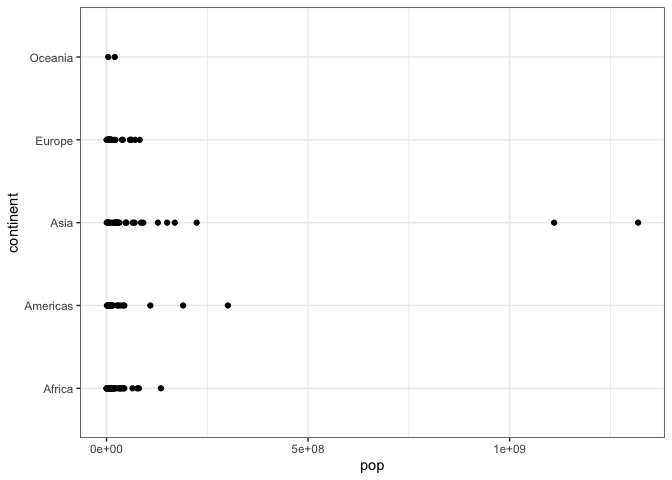 Oceania
Europe
Asia
Americas
Africa
continent
0e+00
5e+08
1e+09
pop